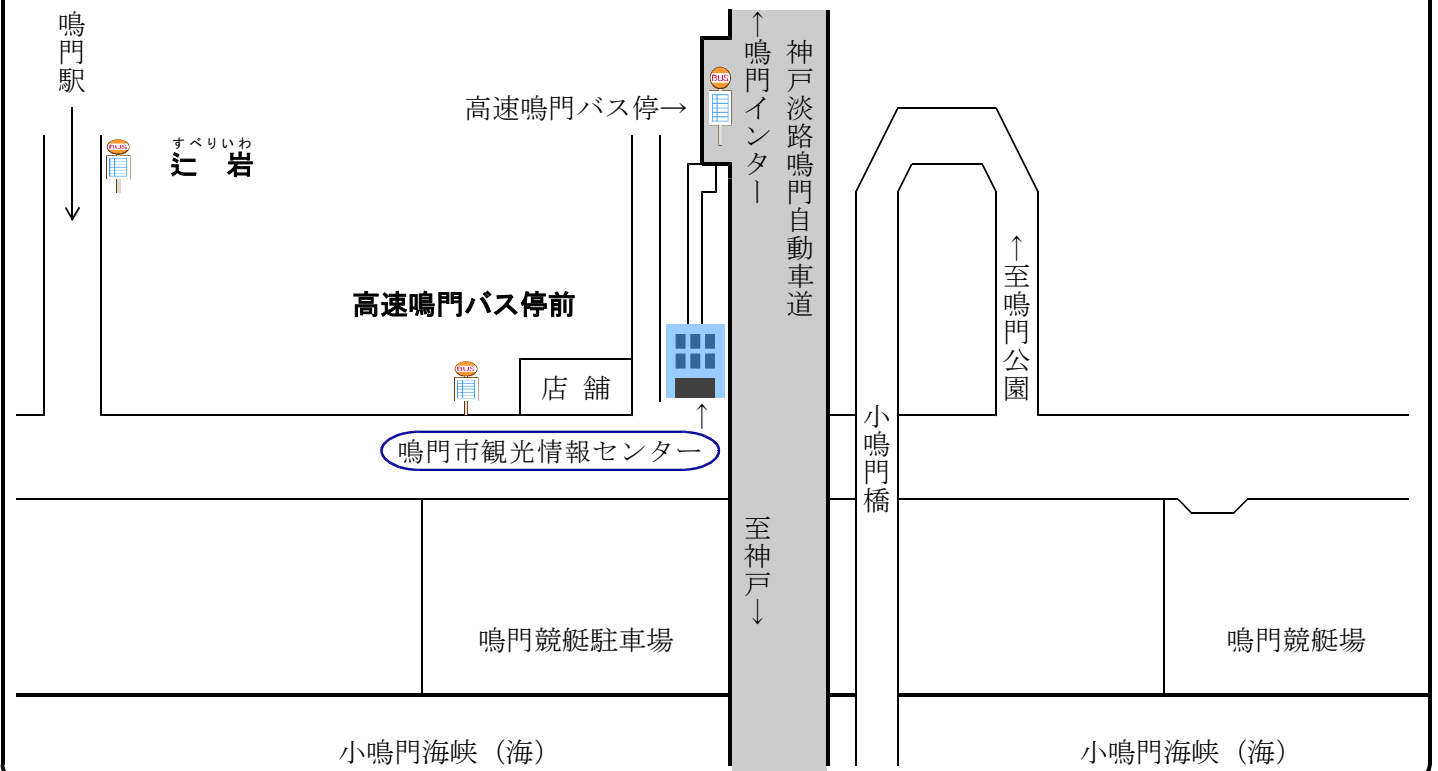 鳴門駅
↑鳴門インター
神戸淡路鳴門自動車道
BUS
高速鳴門バス停→
BUS
すべりいわ
辷 岩
↑至鳴門公園
高速鳴門バス停前
BUS
店 舗
↑
鳴門市観光情報センター
小鳴門橋
至神戸↓
鳴門競艇駐車場
鳴門競艇場
小鳴門海峡（海）
小鳴門海峡（海）